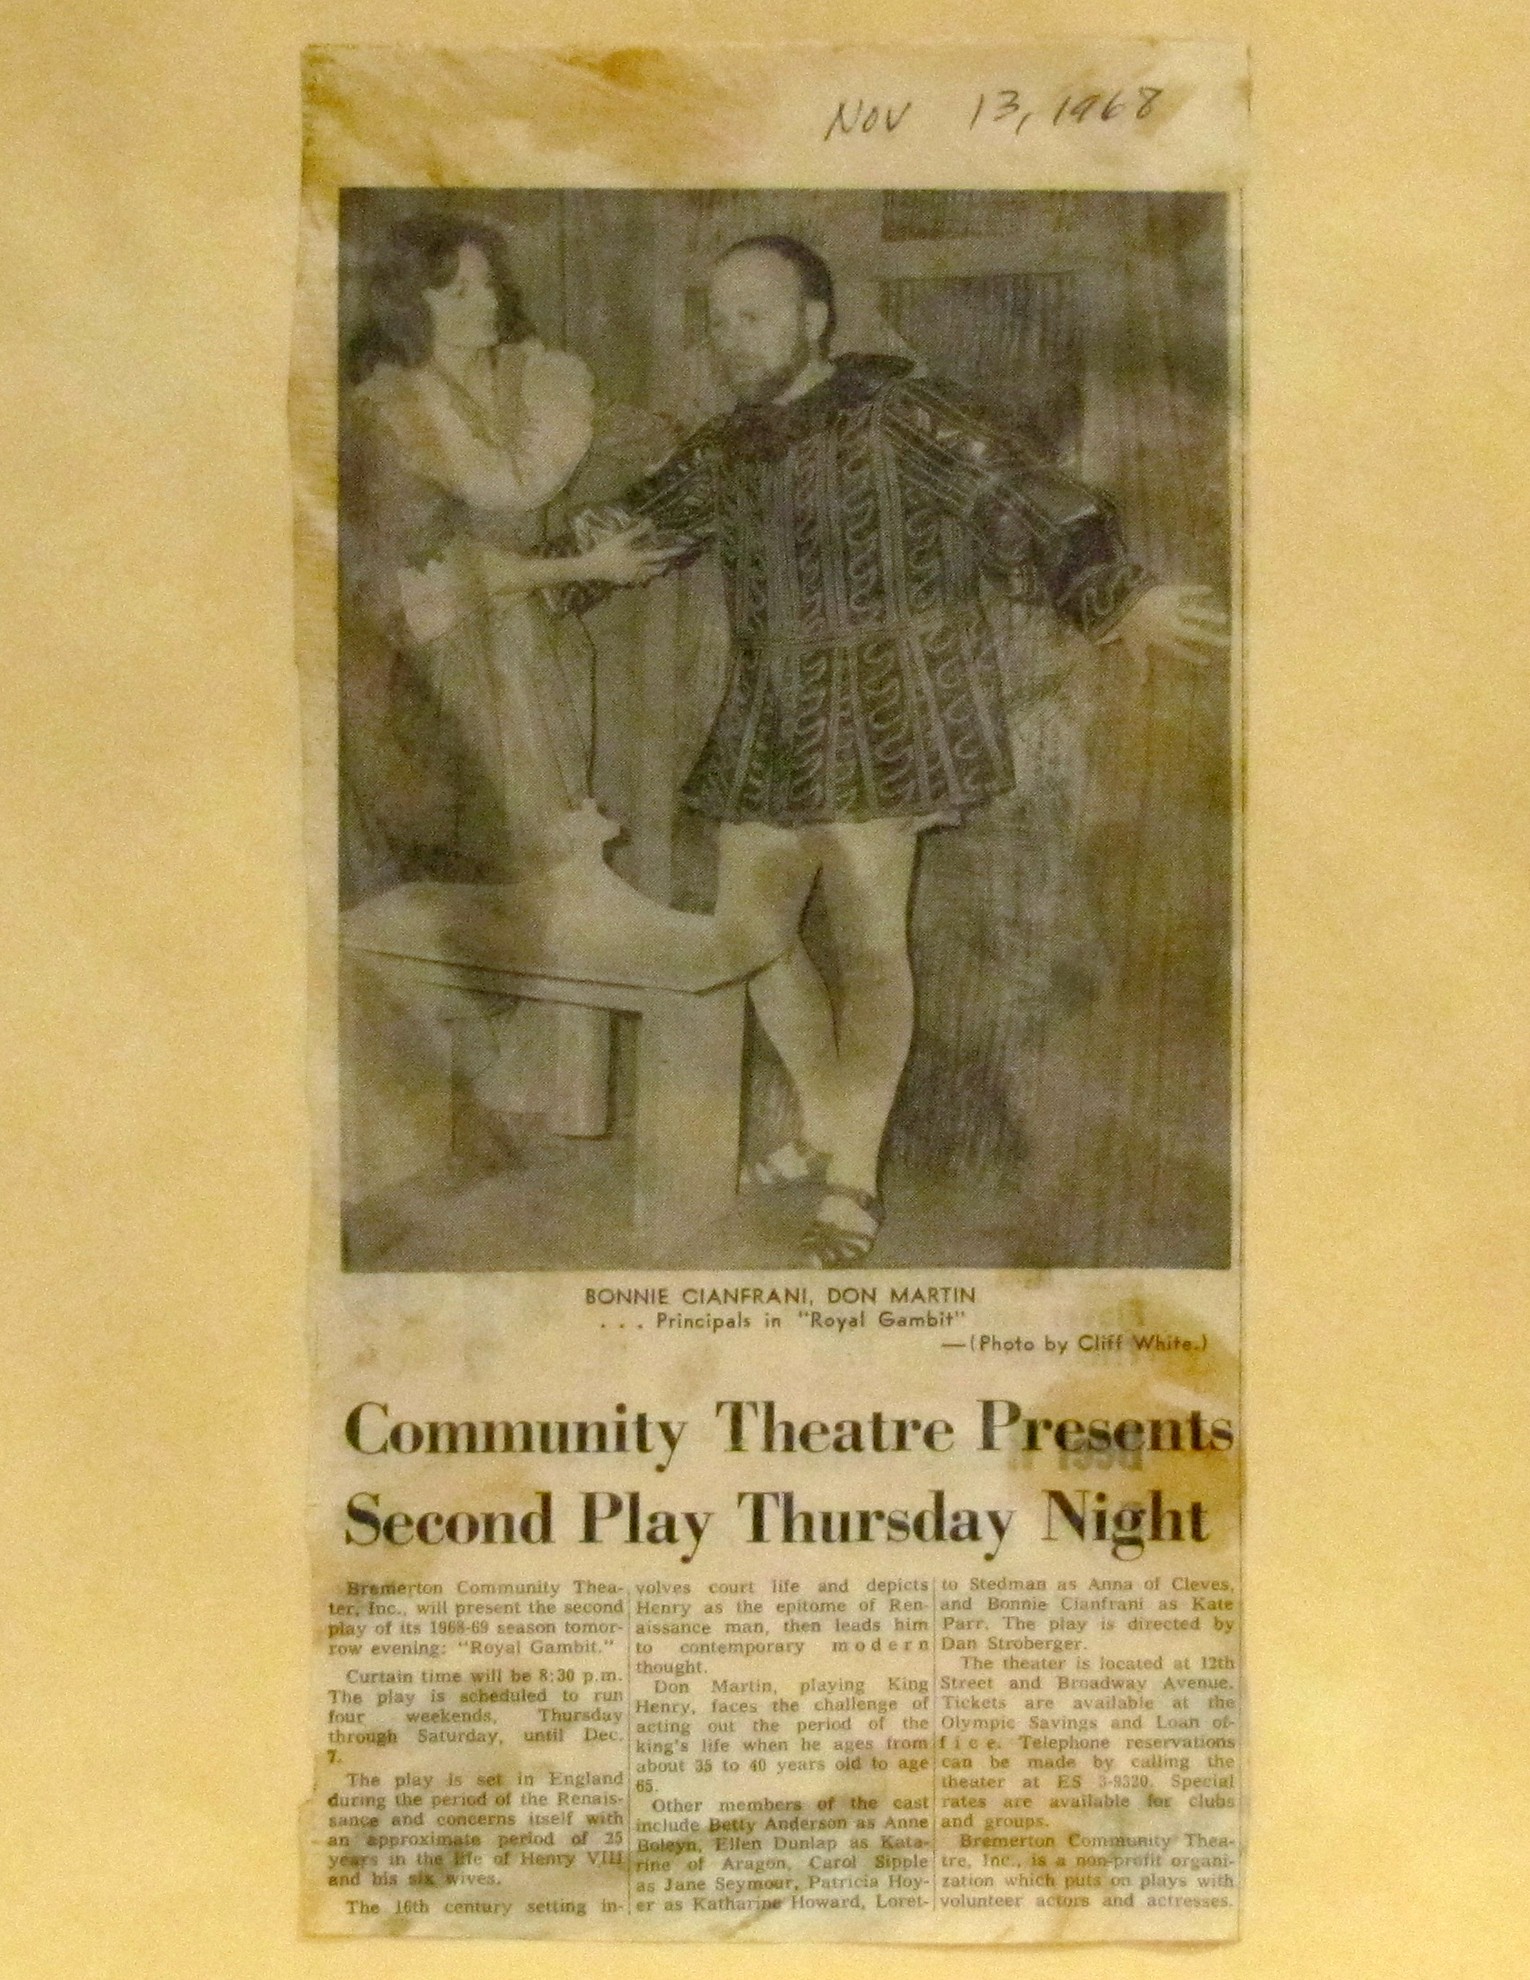 Nov 13, 1968
BONNIE CIANFRANI, DON MARTIN
. . . Principals in "Royal Gambit"
—(Photo by Cliff White.)
Community Theatre Presents
Second Play Thursday Night
Bremerton Community Thea-
ter, Inc., will present the second
play of its 1968-69 season tomor-
row evening: "Royal Gambit."
Curtain time will be 8:30 p.m.
The play is scheduled to run
four weekends, Thursday
through Saturday, until Dec.
7.
The play is set in England
during the period of the Renais-
sance and concerns itself with
an approximate period of 25
years in the life of Henry VIII
and his six wives.
The 16th century setting in-
volves court life and depicts
Henry as the epitome of Ren-
aissance man, then leads him
to contemporary modern
thought.
Don Martin, playing King
Henry, faces the challenge of
acting out the period of the
king's life when he ages from
about 35 to 40 years old to age
65.
Other members of the cast
include Betty Anderson as Anne
Boleyn, Ellen Dunlap as Kata-
rine of Aragon, Carol Sipple
as Jane Seymour, Patricia Hoy-
er as Katharine Howard, Loret-
to Stedman as Anna of Cleves,
and Bonnie Cianfrani as Kate
Parr. The play is directed by
Dan Stroberger.
The theater is located at 12th
Street and Broadway Avenue.
Tickets are available at the
Olympic Savings and Loan of-
fice. Telephone reservations
can be made by calling the
theater at ES 3-9320. Special
rates are available for clubs
and groups.
Bremerton Community Thea-
tre, Inc., is a non-profit organi-
zation which puts on plays with
volunteer actors and actresses.